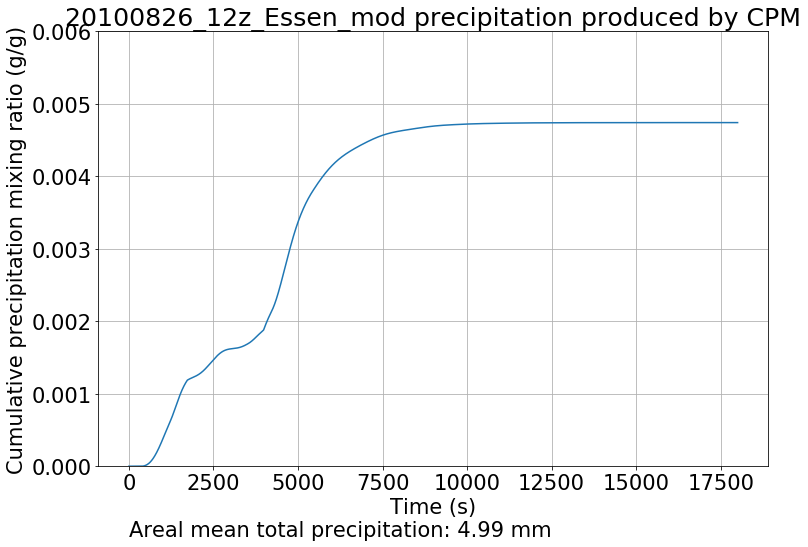 20100826_12z_Essen_mod precipitation produced by CPM
Cumulative precipitation mixing ratio (g/g)
0.006
0.005
0.004
0.003
0.002
0.001
0.000
0 2500 5000 7500 10000 12500 15000 17500
Time (s)
Areal mean total precipitation: 4.99 mm